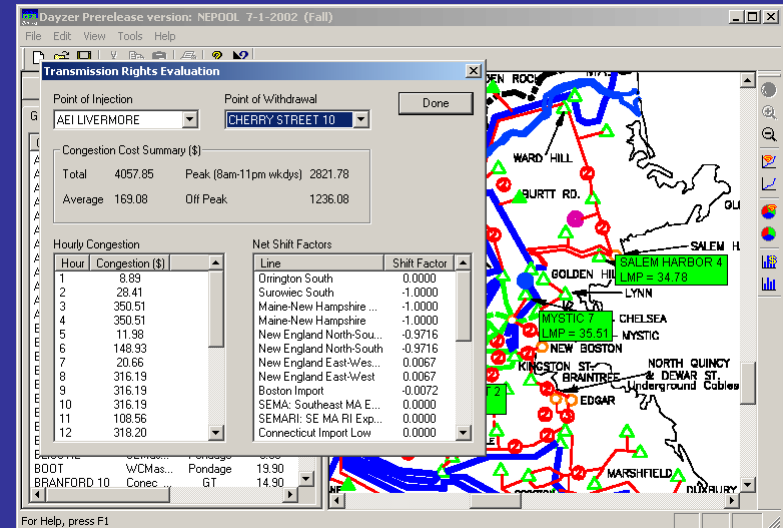 Dayzer Prerelease version: NEPOOL 7-1-2002 (Fall)
File Edit View Tools Help
Transmission Rights Evaluation
Point of Injection
Point of Withdrawal
AEI LIVERMORE
CHERRY STREET 10
Done
Congestion Cost Summary ($)
Total 4057.85 Peak (8am-11pm wkdys) 2821.78
Average 169.08 Off Peak 1236.08
Hourly Congestion
Hour Congestion ($)
1 8.89
2 28.41
3 350.51
4 350.51
5 11.98
6 148.93
7 20.66
8 316.19
9 316.19
10 316.19
11 108.56
12 318.20
Net Shift Factors
Line Shift Factor
Orrington South 0.0000
Surowiec South -1.0000
Maine-New Hampshire ... -1.0000
Maine-New Hampshire -1.0000
New England North-Sou... -0.9716
New England North-South -0.9716
New England East-Wes... 0.0067
New England East-West 0.0067
Boston Import -0.0072
SEMA: Southeast MA E... 0.0000
SEMARI: SE MA RI Exp... 0.0000
Connecticut Import Low 0.0000
BOOT WCMas... Pondage 19.90
BRANFORD 10 Conec... GT 14.90
WARD HILL
BURTT RD.
SALEM HARBOR 4
LMP = 34.78
GOLDEN HIL
LYNN
MYSTIC 7
LMP = 35.51
CHELSEA
MYSTIC
NEW BOSTON
KINGSTON ST.
BRAINTREE
NORTH QUINCY
& DEWAR ST.
Underground Cables
EDGAR
MARSHFIELD
DUXBURY
For Help, press F1